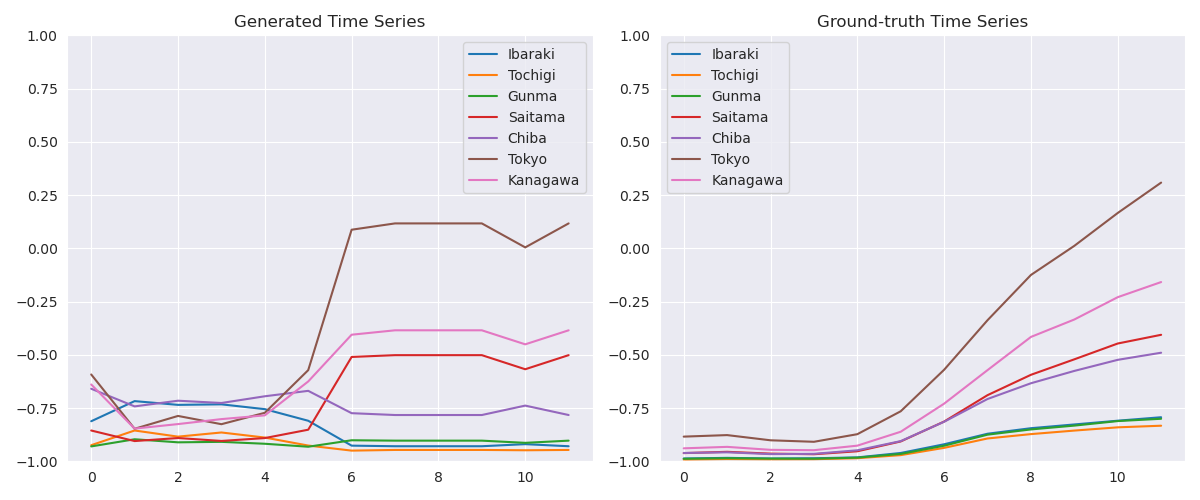 Generated Time Series
1.00
0.75
0.50
0.25
0.00
−0.25
−0.50
−0.75
−1.00
0 2 4 6 8 10
Ibaraki
Tochigi
Gunma
Saitama
Chiba
Tokyo
Kanagawa
Ground-truth Time Series
1.00
0.75
0.50
0.25
0.00
−0.25
−0.50
−0.75
−1.00
0 2 4 6 8 10
Ibaraki
Tochigi
Gunma
Saitama
Chiba
Tokyo
Kanagawa